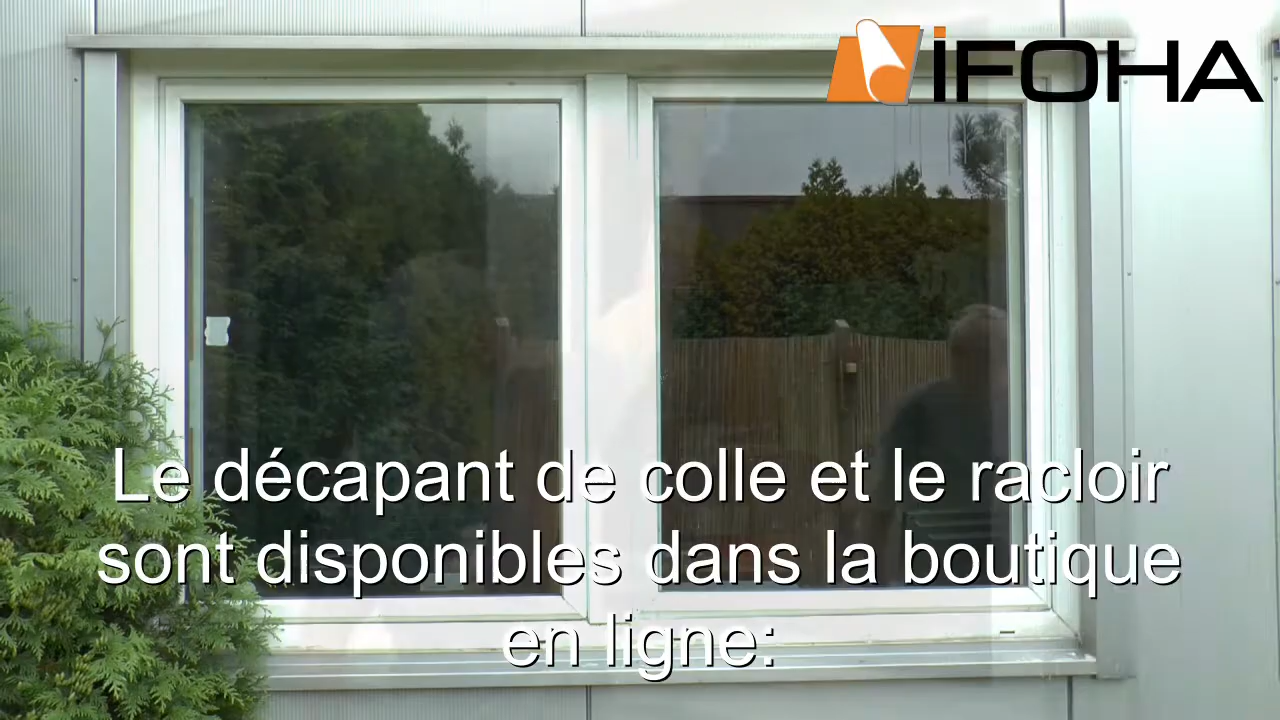 iFOHA
Le décapant de colle et le racloir
sont disponibles dans la boutique
en ligne: